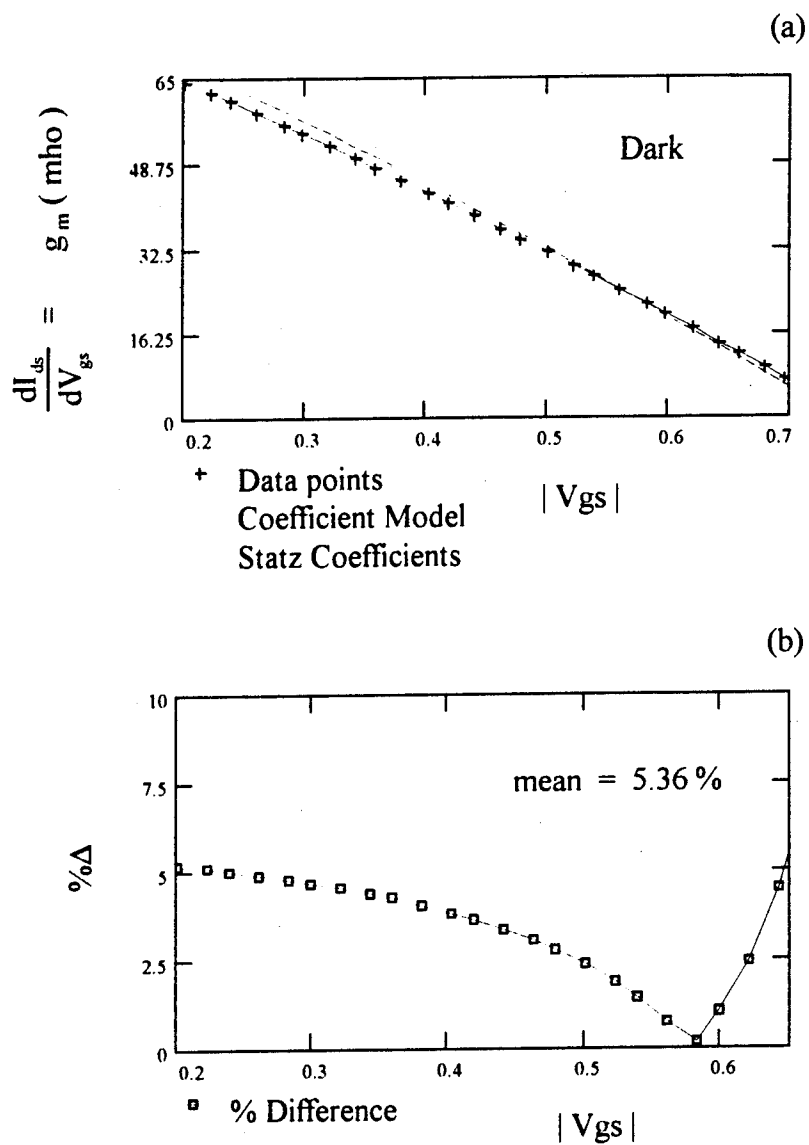 (a)
65
48.75
32.5
16.25
0
dI_ds / dV_gs = g_m ( mho )
Dark
0.2 0.3 0.4 0.5 0.6 0.7
+ Data points
Coefficient Model
Statz Coefficients
| Vgs |
(b)
10
7.5
5
2.5
0
%Δ
mean = 5.36 %
0.2 0.3 0.4 0.5 0.6
% Difference
| Vgs |